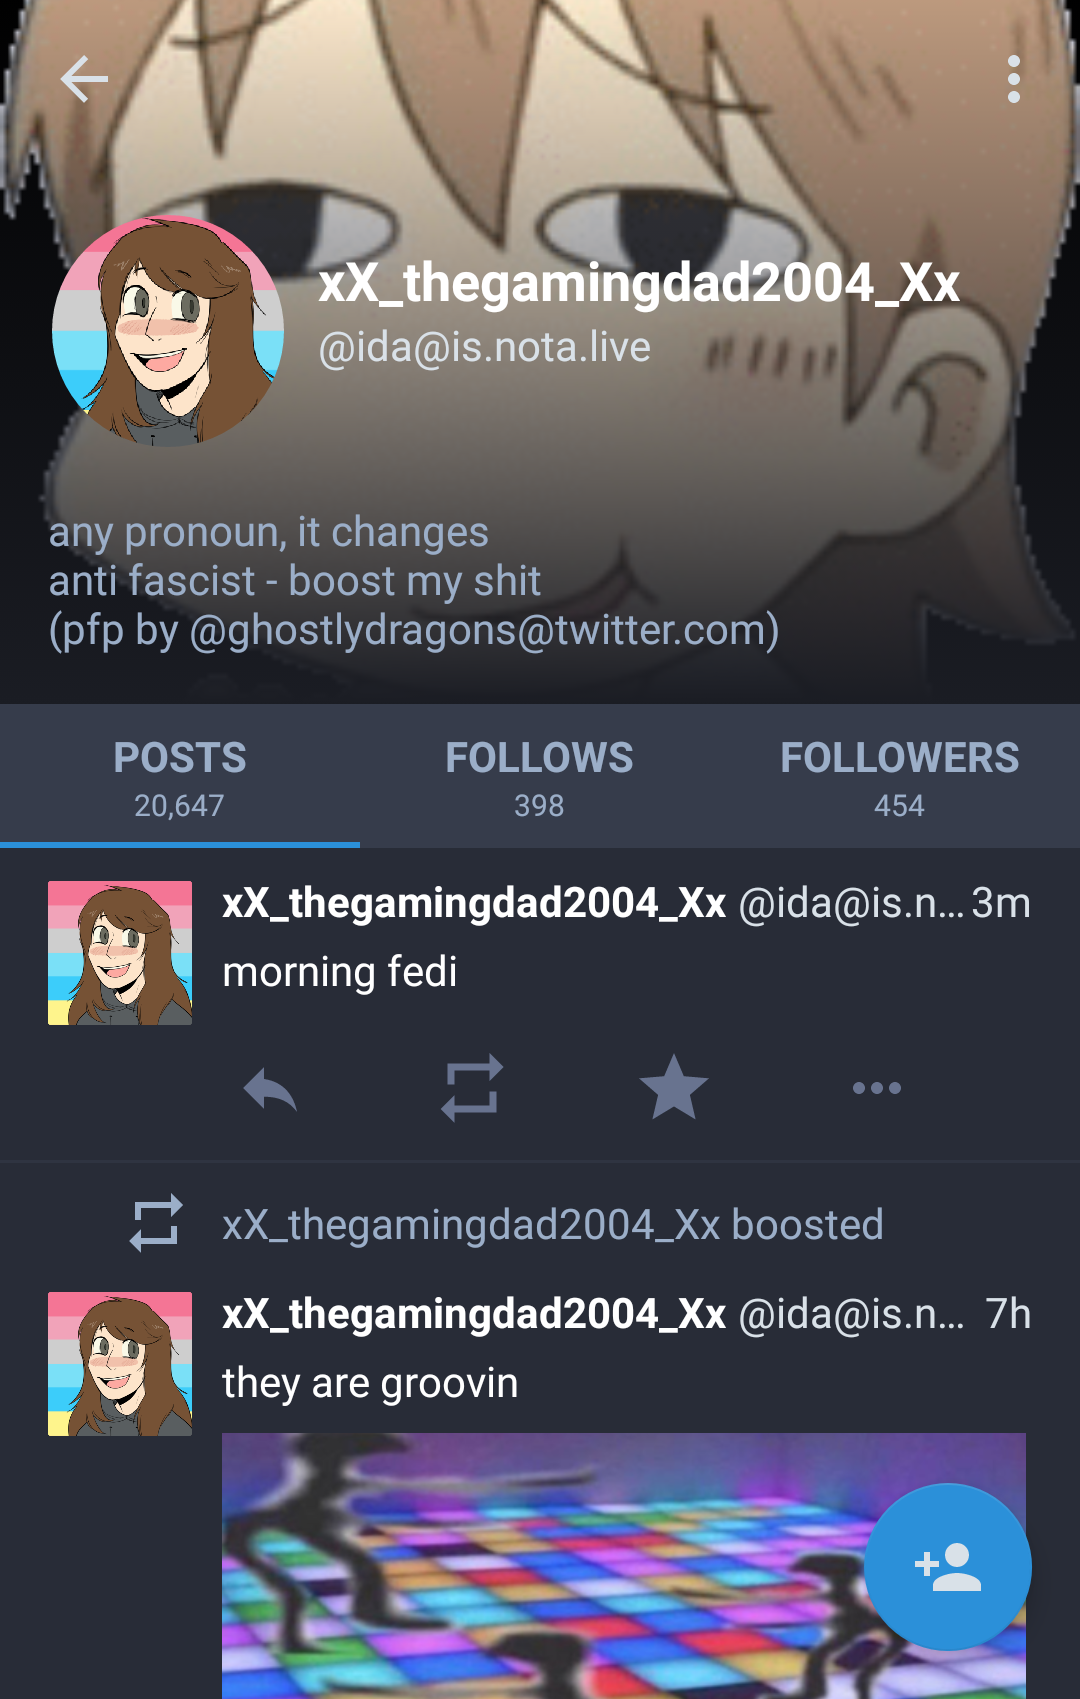 xX_thegamingdad2004_Xx
@ida@is.nota.live
any pronoun, it changes
anti fascist - boost my shit
(pfp by @ghostlydragons@twitter.com)
POSTS FOLLOWS FOLLOWERS
20,647 398 454
xX_thegamingdad2004_Xx @ida@is.n... 3m
morning fedi
xX_thegamingdad2004_Xx boosted
xX_thegamingdad2004_Xx @ida@is.n... 7h
they are groovin